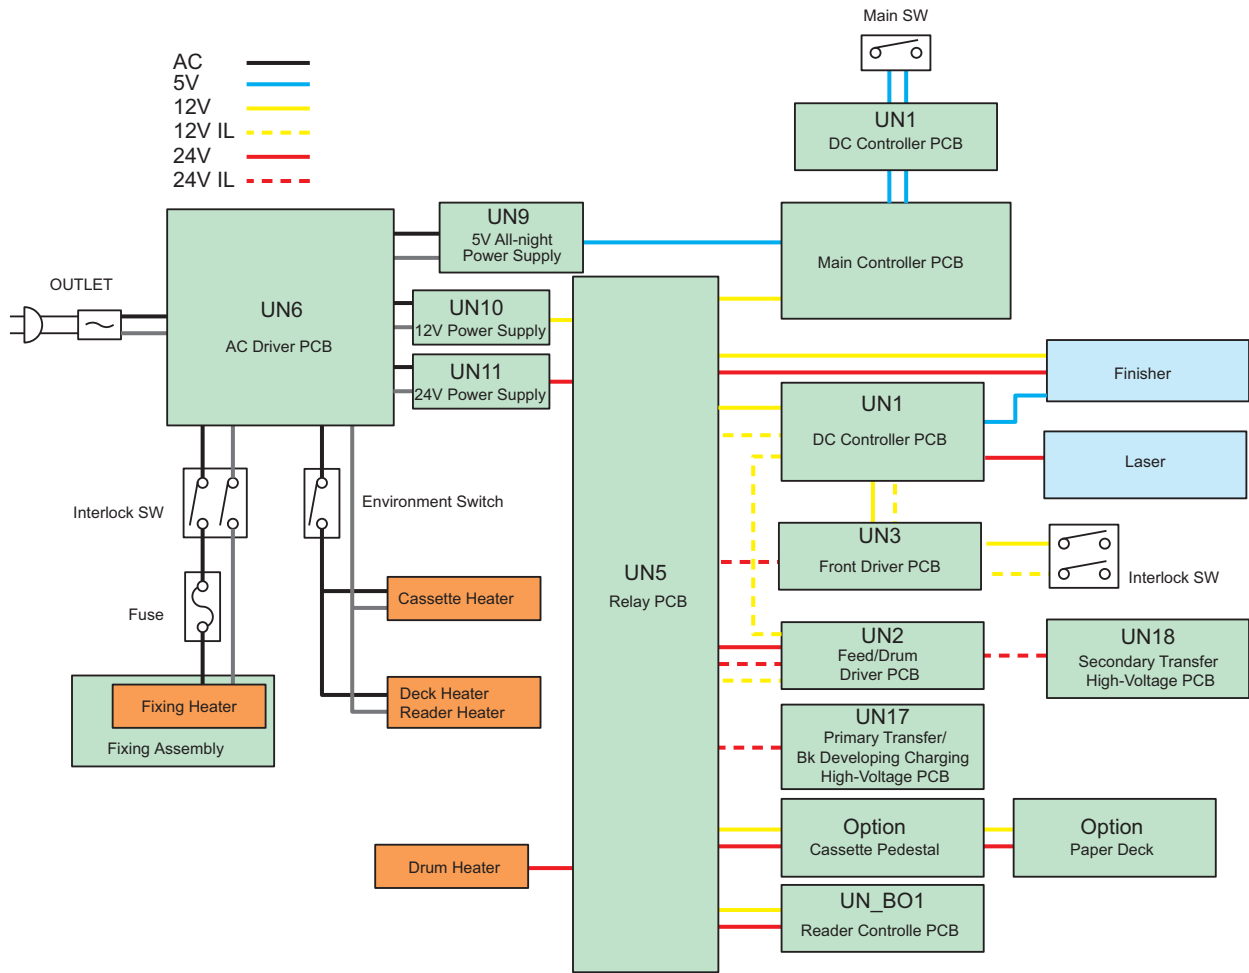 Main SW
AC
5V
12V
12V IL
24V
24V IL
UN1
DC Controller PCB
UN9
5V All-night
Power Supply
Main Controller PCB
OUTLET
UN6
AC Driver PCB
UN10
12V Power Supply
UN11
24V Power Supply
Finisher
UN1
DC Controller PCB
Laser
Interlock SW
Environment Switch
UN3
Front Driver PCB
Interlock SW
UN5
Relay PCB
Cassette Heater
Fuse
UN2
Feed/Drum
Driver PCB
UN18
Secondary Transfer
High-Voltage PCB
Deck Heater
Reader Heater
Fixing Heater
Fixing Assembly
UN17
Primary Transfer/
Bk Developing Charging
High-Voltage PCB
Option
Cassette Pedestal
Option
Paper Deck
Drum Heater
UN_BO1
Reader Controlle PCB